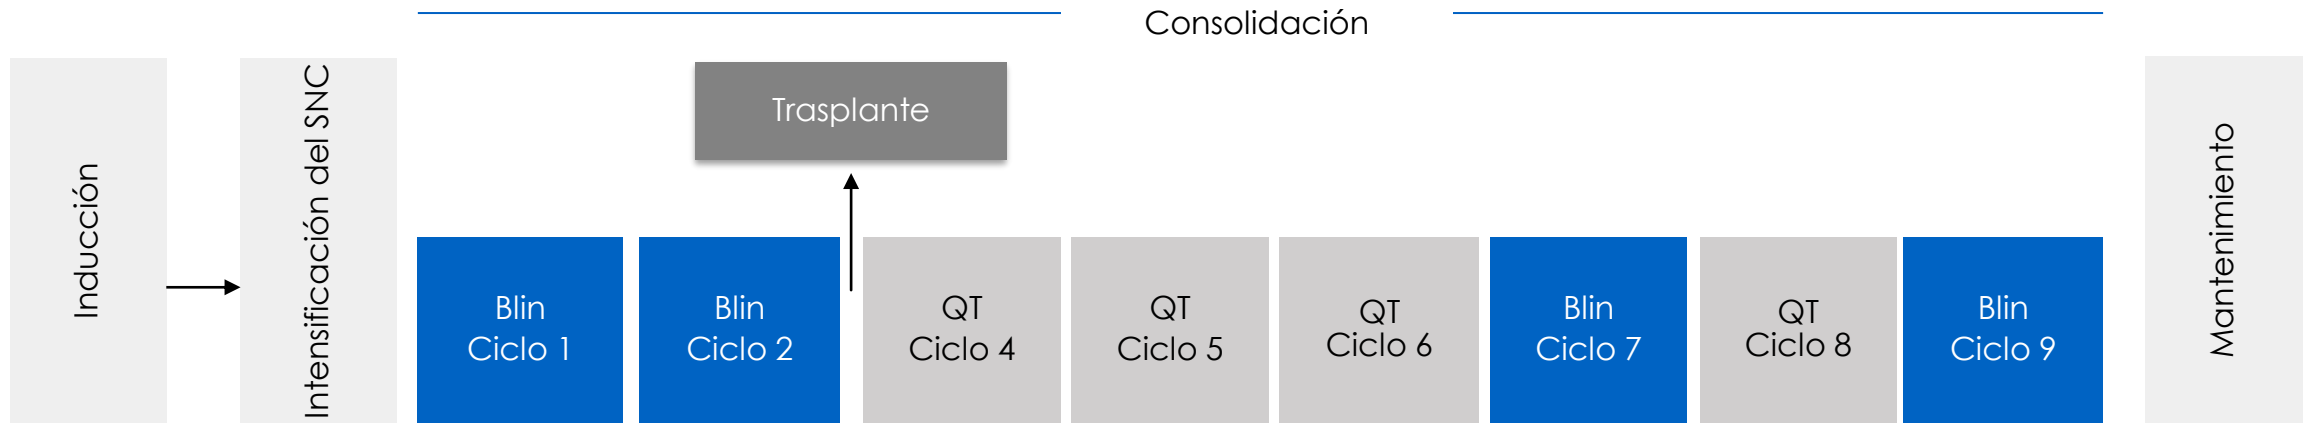 Consolidación
Inducción
Intensificación del SNC
Trasplante
Blin
Ciclo 1
Blin
Ciclo 2
QT
Ciclo 4
QT
Ciclo 5
QT
Ciclo 6
Blin
Ciclo 7
QT
Ciclo 8
Blin
Ciclo 9
Mantenimiento